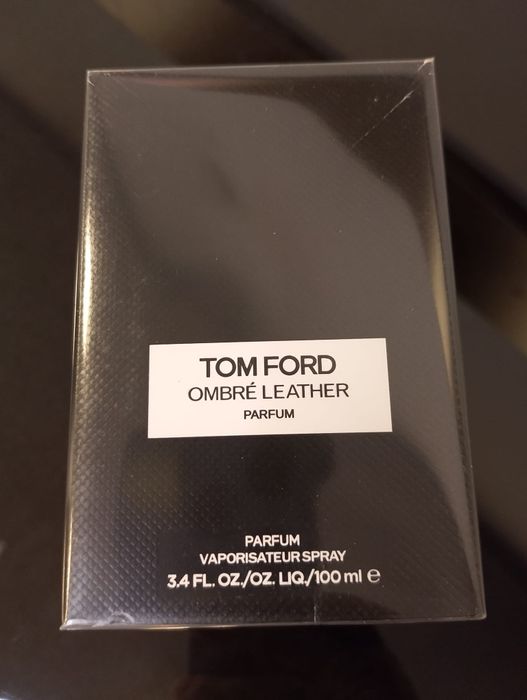 TOM FORD
OMBRÉ LEATHER
PARFUM
PARFUM
VAPORISATEUR SPRAY
3.4 FL. OZ./OZ. LIQ./100 ml ℮